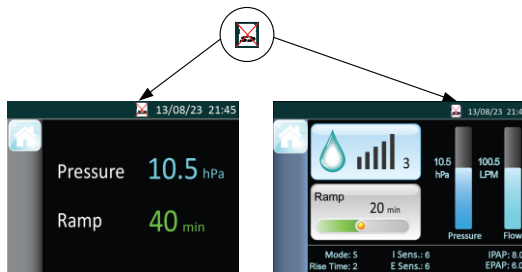 13/08/23 21:45
Pressure 10.5 hPa
Ramp 40 min
13/08/23 21:4
3
Ramp
20 min
10.5 hPa
100.5 LPM
Pressure Flow
Mode: S I Sens.: 6 IPAP: 8.0
Rise Time: 2 E Sens.: 6 EPAP: 6.0